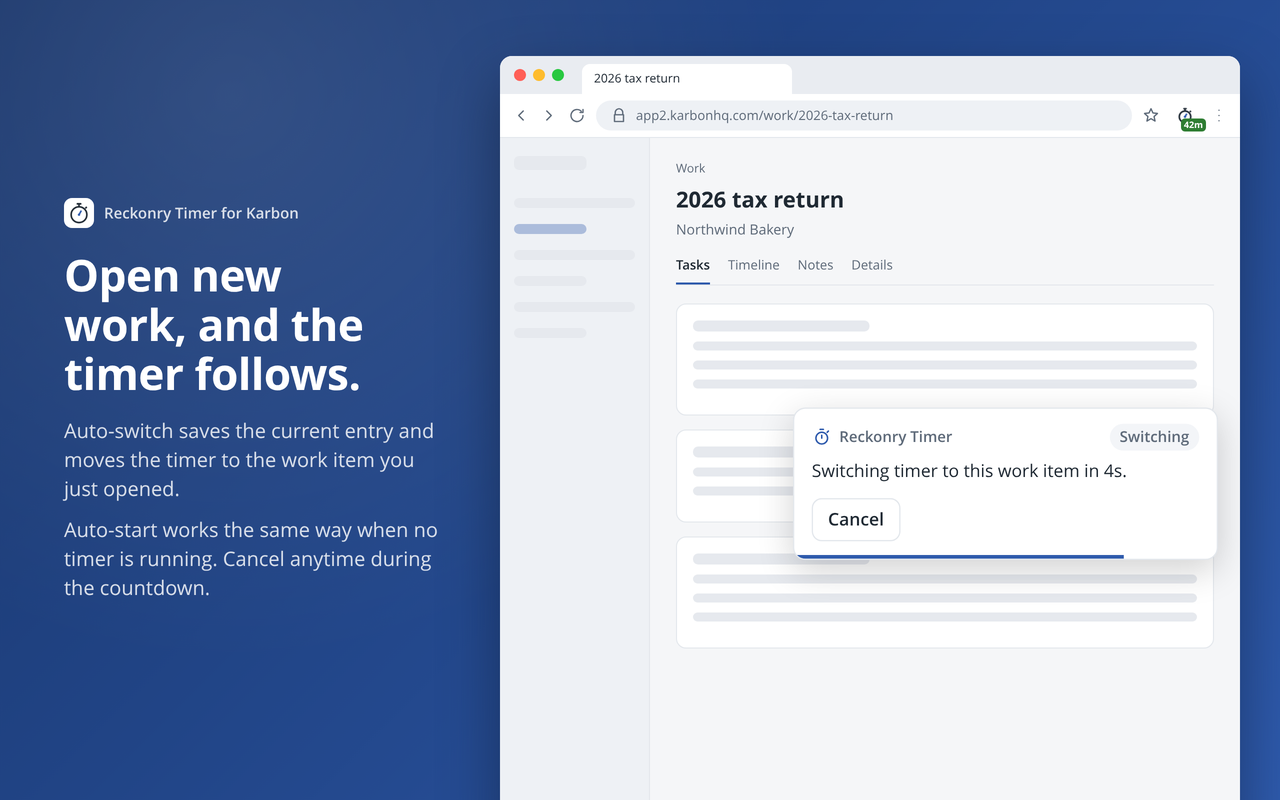 Reckonry Timer for Karbon
Open new
work, and the
timer follows.
Auto-switch saves the current entry and
moves the timer to the work item you
just opened.
Auto-start works the same way when no
timer is running. Cancel anytime during
the countdown.
2026 tax return
app2.karbonhq.com/work/2026-tax-return
42m
Work
2026 tax return
Northwind Bakery
Tasks Timeline Notes Details
Reckonry Timer Switching
Switching timer to this work item in 4s.
Cancel